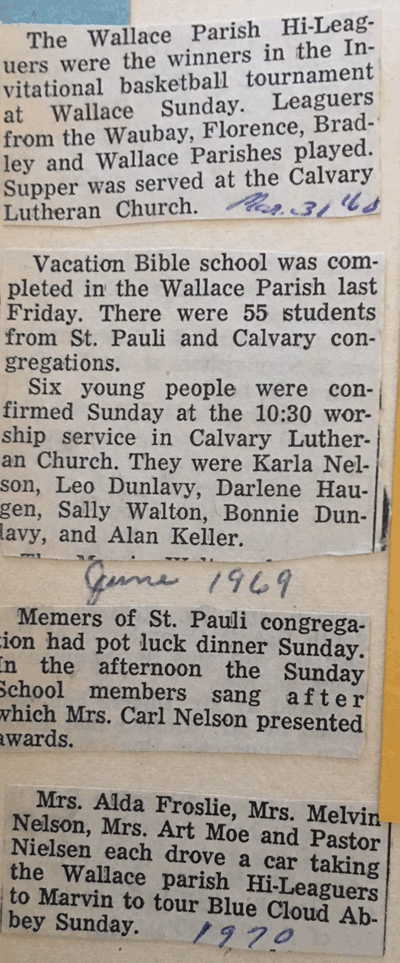 The Wallace Parish Hi-Leag-
uers were the winners in the In-
vitational basketball tournament
at Wallace Sunday. Leaguers
from the Waubay, Florence, Brad-
ley and Wallace Parishes played.
Supper was served at the Calvary
Lutheran Church. Mar. 31 '68
Vacation Bible school was com-
pleted in the Wallace Parish last
Friday. There were 55 students
from St. Pauli and Calvary con-
gregations.
Six young people were con-
firmed Sunday at the 10:30 wor-
ship service in Calvary Luther-
an Church. They were Karla Nel-
son, Leo Dunlavy, Darlene Hau-
gen, Sally Walton, Bonnie Dun-
lavy, and Alan Keller.
June 1969
Memers of St. Pauli congrega-
tion had pot luck dinner Sunday.
In the afternoon the Sunday
School members sang after
which Mrs. Carl Nelson presented
awards.
Mrs. Alda Froslie, Mrs. Melvin
Nelson, Mrs. Art Moe and Pastor
Nielsen each drove a car taking
the Wallace parish Hi-Leaguers
to Marvin to tour Blue Cloud Ab-
bey Sunday. 1970